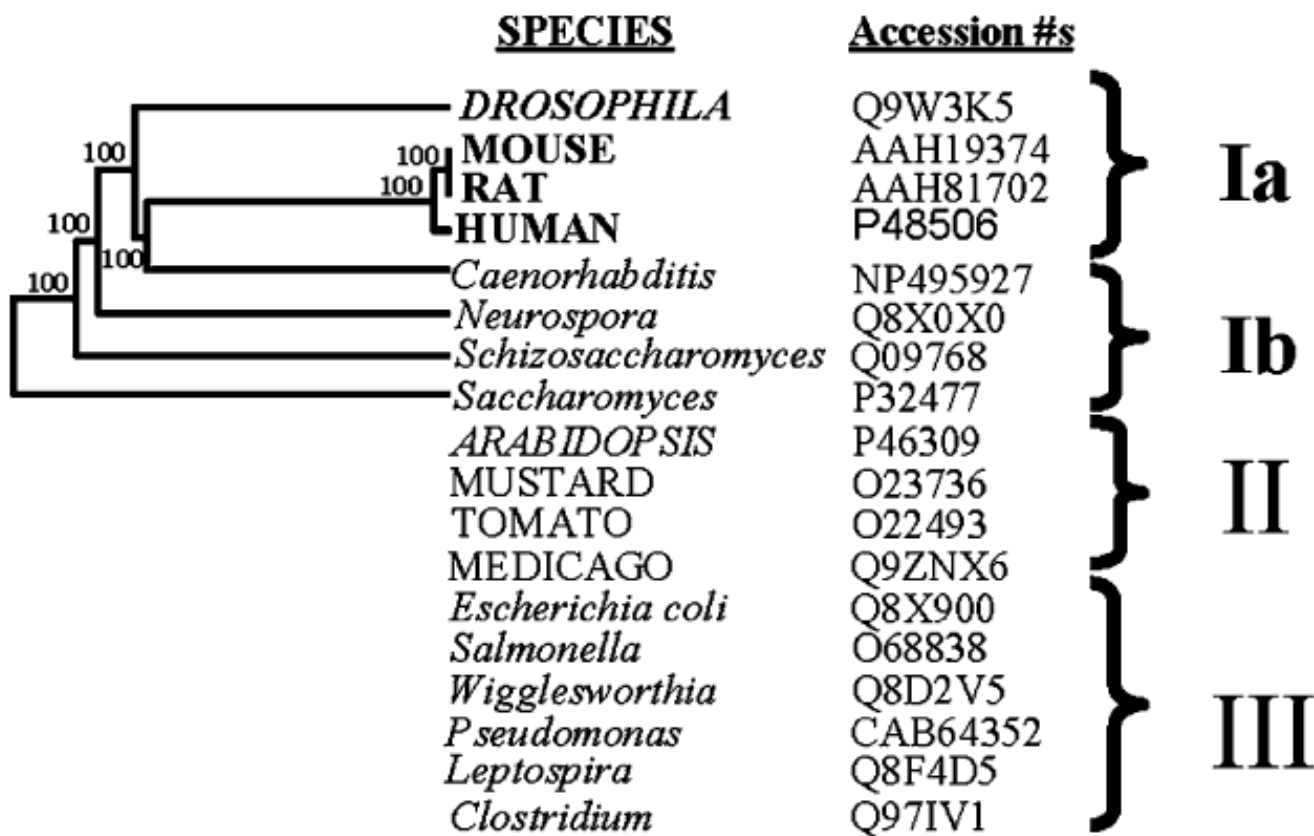 SPECIES Accession #s
DROSOPHILA Q9W3K5
100 100 MOUSE AAH19374
100 RAT AAH81702 Ia
100 HUMAN P48506
100 100 Caenorhabditis NP495927
Neurospora Q8X0X0
Schizosaccharomyces Q09768 Ib
Saccharomyces P32477
ARABIDOPSIS P46309
MUSTARD O23736 II
TOMATO O22493
MEDICAGO Q9ZNX6
Escherichia coli Q8X900
Salmonella O68838
Wigglesworthia Q8D2V5
Pseudomonas CAB64352 III
Leptospira Q8F4D5
Clostridium Q97IV1